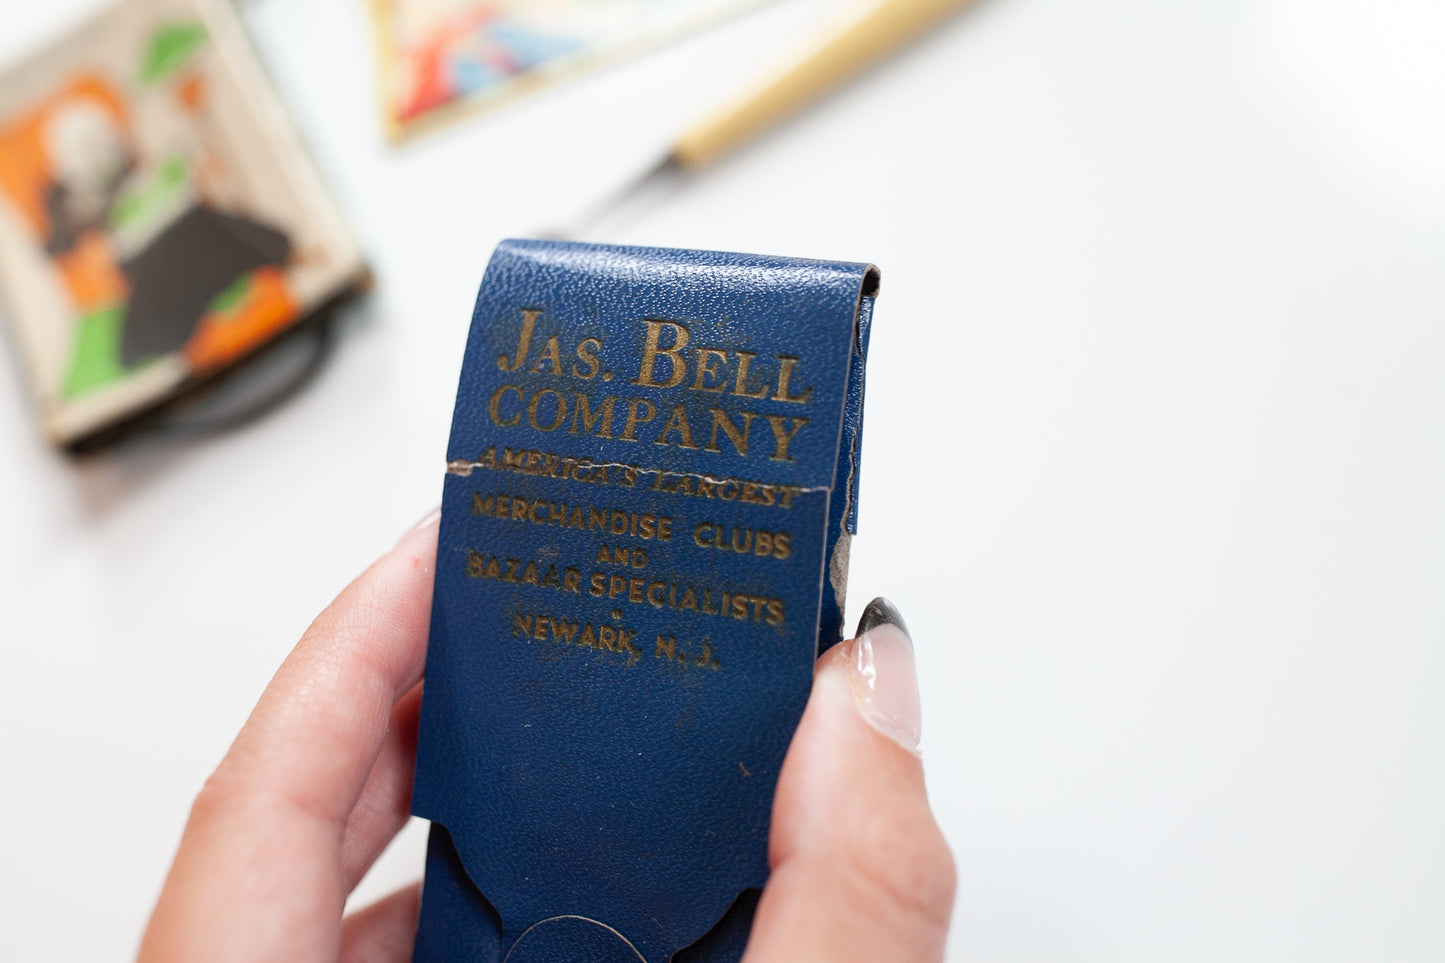 JAS. BELL
COMPANY
AMERICA'S LARGEST
MERCHANDISE CLUBS
AND
BAZAAR SPECIALISTS
•
NEWARK, N. J.